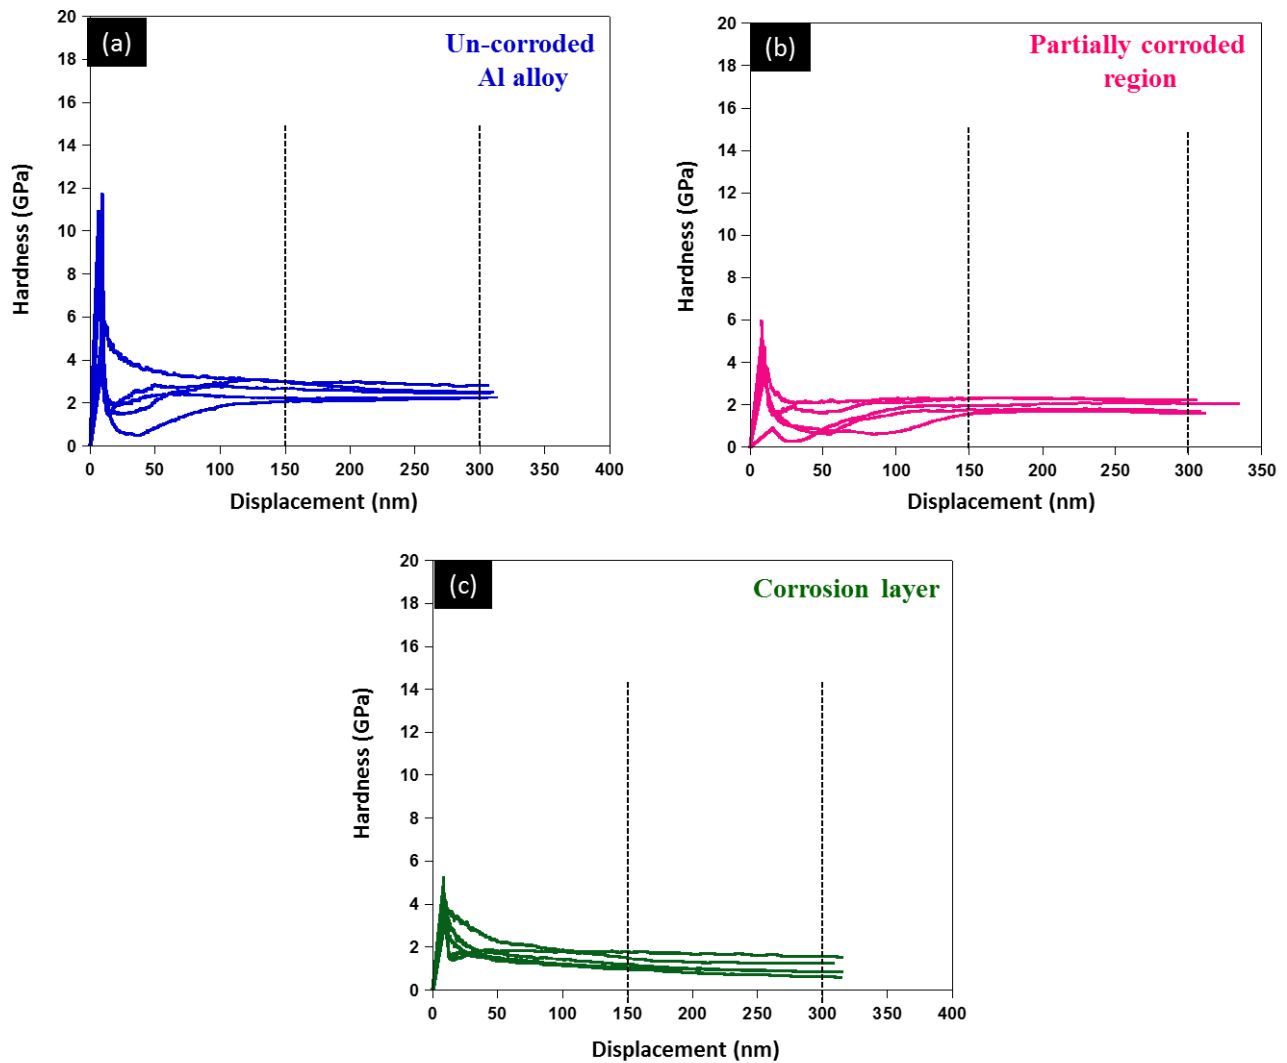 (a)
Un-corroded
Al alloy
20
18
16
14
12
10
8
6
4
2
0
Hardness (GPa)
0 50 100 150 200 250 300 350 400
Displacement (nm)
(b)
Partially corroded
region
20
18
16
14
12
10
8
6
4
2
0
Hardness (GPa)
0 50 100 150 200 250 300 350
Displacement (nm)
(c)
Corrosion layer
20
18
16
14
12
10
8
6
4
2
0
Hardness (GPa)
0 50 100 150 200 250 300 350 400
Displacement (nm)